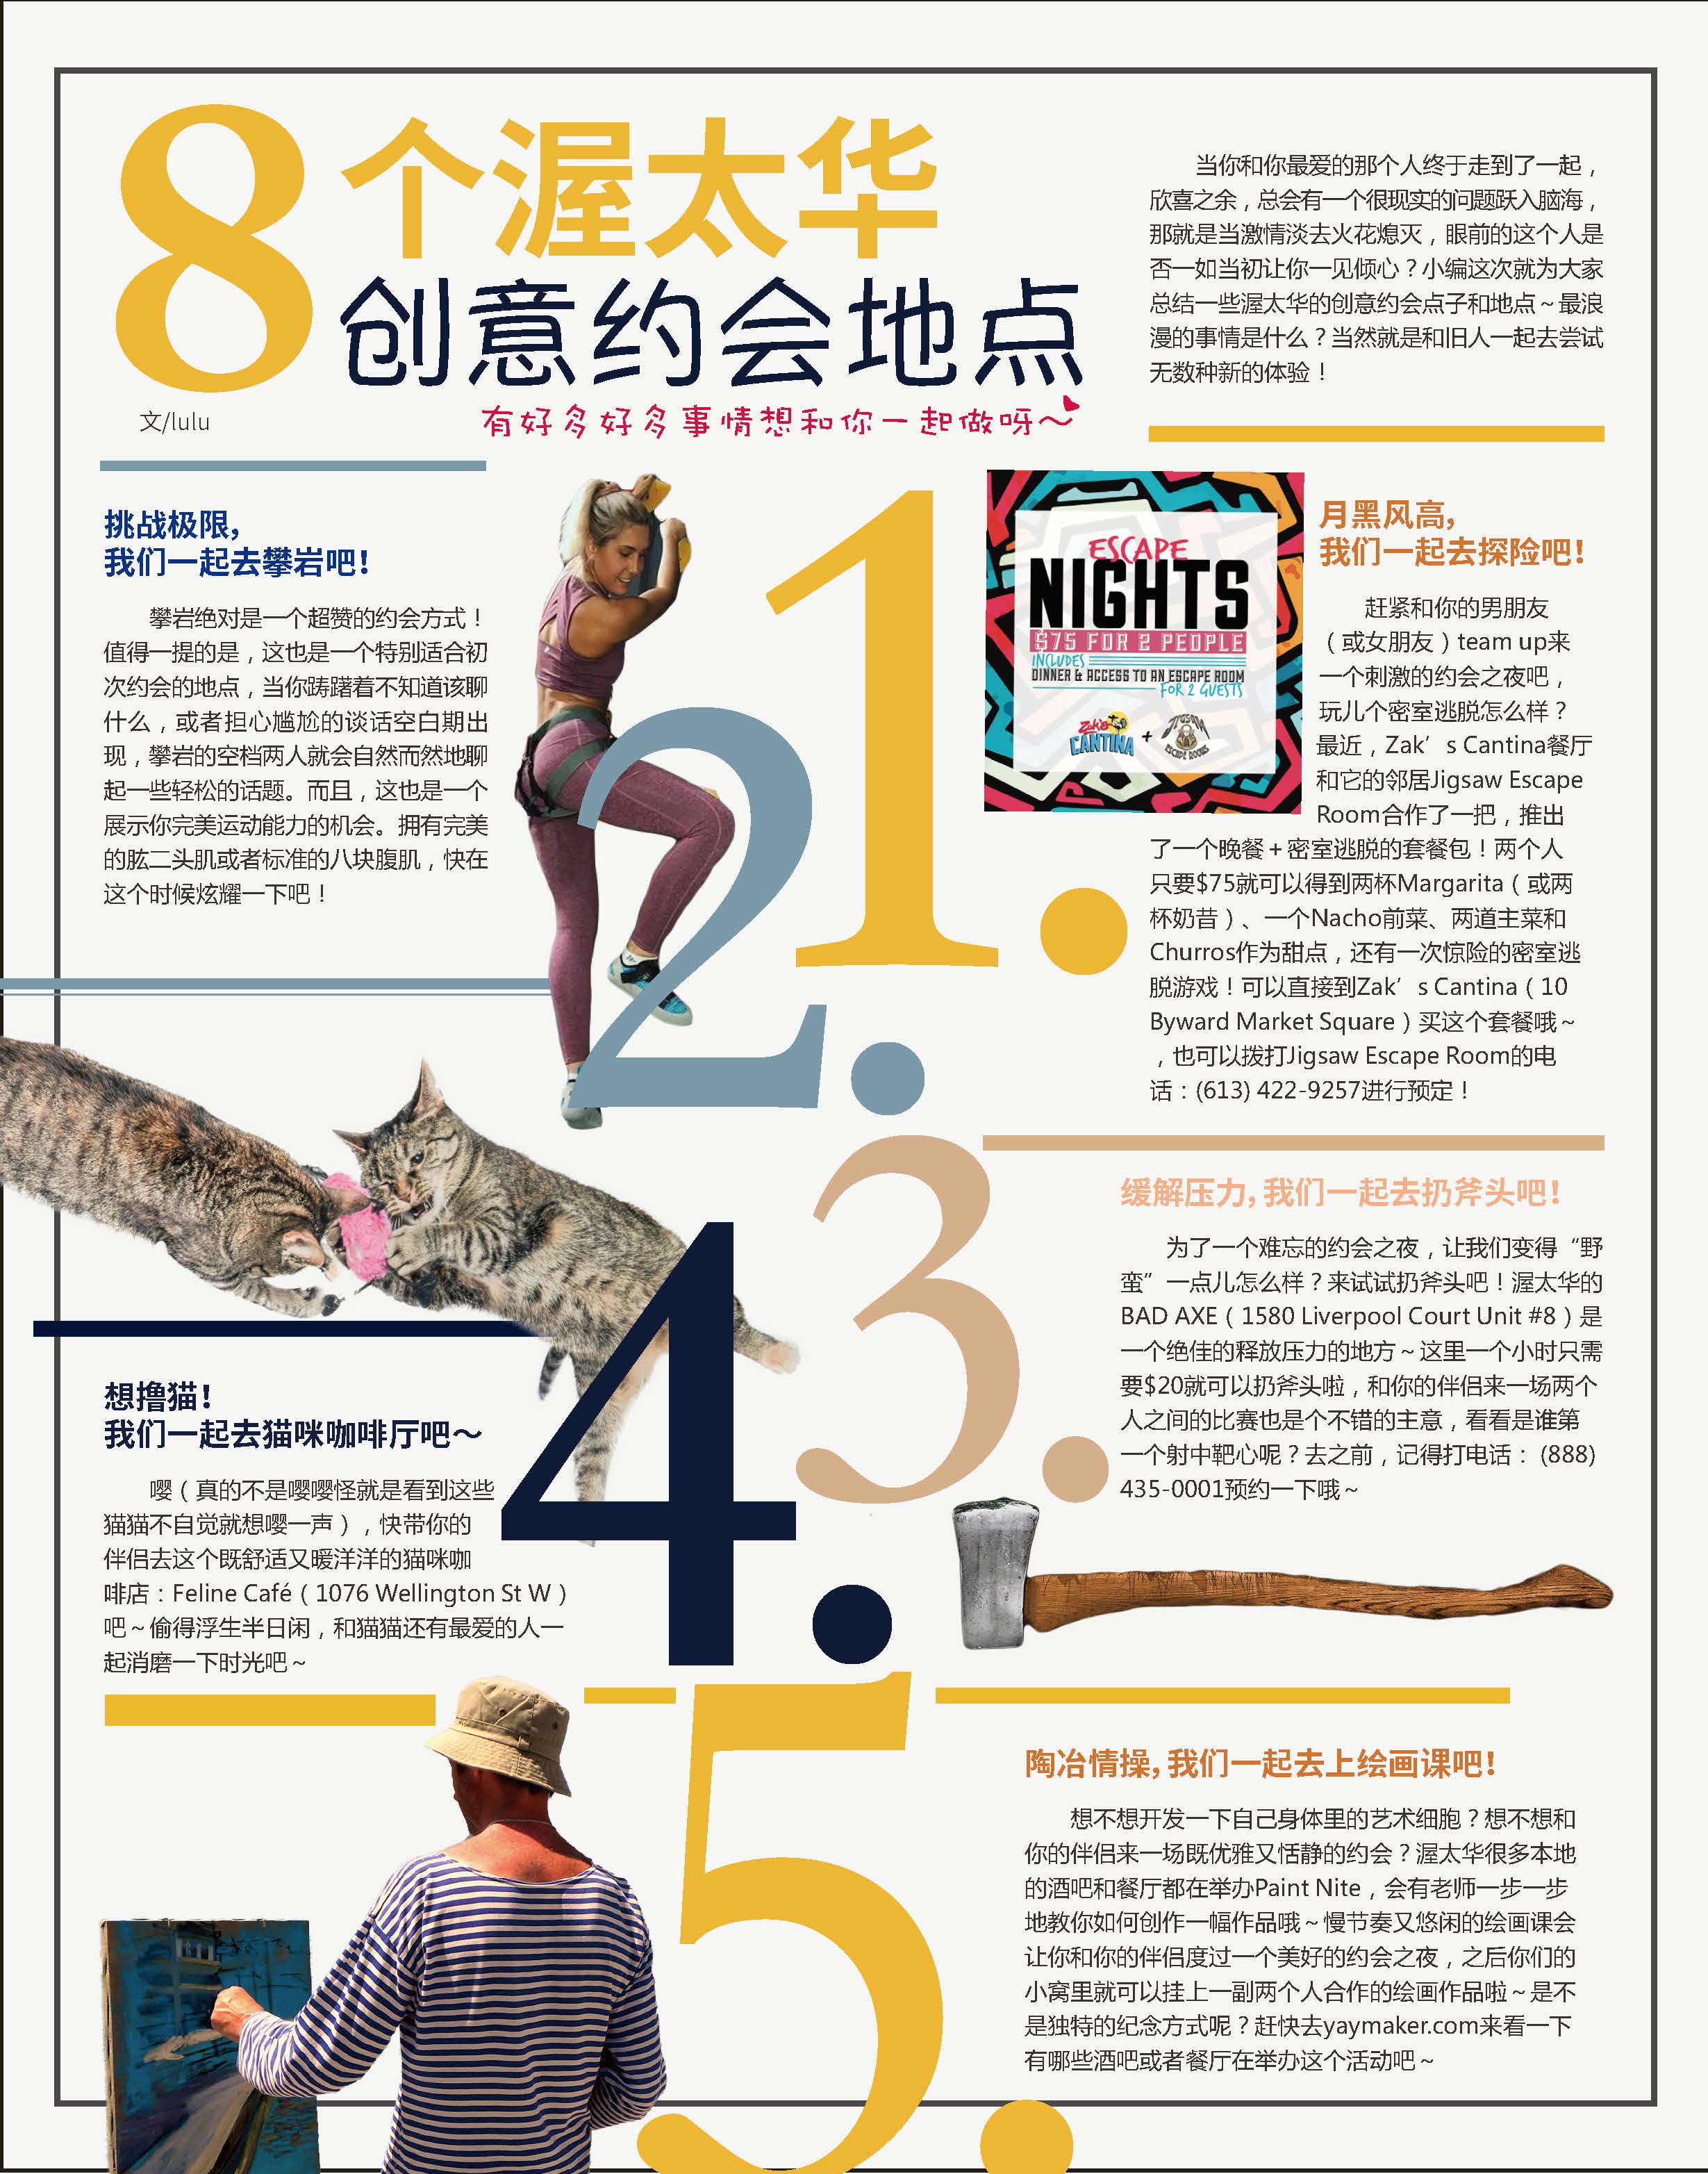 8个渥太华
创意约会地点
文/lulu
有好多好多事情想和你一起做呀～
当你和你最爱的那个人终于走到了一起，
欣喜之余，总会有一个很现实的问题跃入脑海，
那就是当激情淡去火花熄灭，眼前的这个人是
否一如当初让你一见倾心？小编这次就为大家
总结一些渥太华的创意约会点子和地点~最浪
漫的事情是什么？当然就是和旧人一起去尝试
无数种新的体验！
1.
ESCAPE
NIGHTS
$75 FOR 2 PEOPLE
INCLUDES
DINNER & ACCESS TO AN ESCAPE ROOM
FOR 2 GUESTS
Zak's
CANTINA
+
JIGSAW
ESCAPE ROOMS
月黑风高,
我们一起去探险吧!
赶紧和你的男朋友
（或女朋友）team up来
一个刺激的约会之夜吧，
玩儿个密室逃脱怎么样？
最近，Zak’s Cantina餐厅
和它的邻居Jigsaw Escape
Room合作了一把，推出
了一个晚餐＋密室逃脱的套餐包！两个人
只要$75就可以得到两杯Margarita（或两
杯奶昔）、一个Nacho前菜、两道主菜和
Churros作为甜点，还有一次惊险的密室逃
脱游戏！可以直接到Zak’s Cantina（10
Byward Market Square）买这个套餐哦~
，也可以拨打Jigsaw Escape Room的电
话：(613) 422-9257进行预定！
2.
挑战极限,
我们一起去攀岩吧!
攀岩绝对是一个超赞的约会方式！
值得一提的是，这也是一个特别适合初
次约会的地点，当你踌躇着不知道该聊
什么，或者担心尴尬的谈话空白期出
现，攀岩的空档两人就会自然而然地聊
起一些轻松的话题。而且，这也是一个
展示你完美运动能力的机会。拥有完美
的肱二头肌或者标准的八块腹肌，快在
这个时候炫耀一下吧！
3.
缓解压力,我们一起去扔斧头吧!
为了一个难忘的约会之夜，让我们变得“野
蛮”一点儿怎么样？来试试扔斧头吧！渥太华的
BAD AXE（1580 Liverpool Court Unit #8）是
一个绝佳的释放压力的地方~这里一个小时只需
要$20就可以扔斧头啦，和你的伴侣来一场两个
人之间的比赛也是个不错的主意，看看是谁第
一个射中靶心呢？去之前，记得打电话： (888)
435-0001预约一下哦~
4.
想撸猫!
我们一起去猫咪咖啡厅吧～
嘤（真的不是嘤嘤怪就是看到这些
猫猫不自觉就想嘤一声），快带你的
伴侣去这个既舒适又暖洋洋的猫咪咖
啡店：Feline Café（1076 Wellington St W）
吧~偷得浮生半日闲，和猫猫还有最爱的人一
起消磨一下时光吧~
5.
陶冶情操,我们一起去上绘画课吧!
想不想开发一下自己身体里的艺术细胞？想不想和
你的伴侣来一场既优雅又恬静的约会？渥太华很多本地
的酒吧和餐厅都在举办Paint Nite，会有老师一步一步
地教你如何创作一幅作品哦~慢节奏又悠闲的绘画课会
让你和你的伴侣度过一个美好的约会之夜，之后你们的
小窝里就可以挂上一副两个人合作的绘画作品啦~是不
是独特的纪念方式呢？赶快去yaymaker.com来看一下
有哪些酒吧或者餐厅在举办这个活动吧~